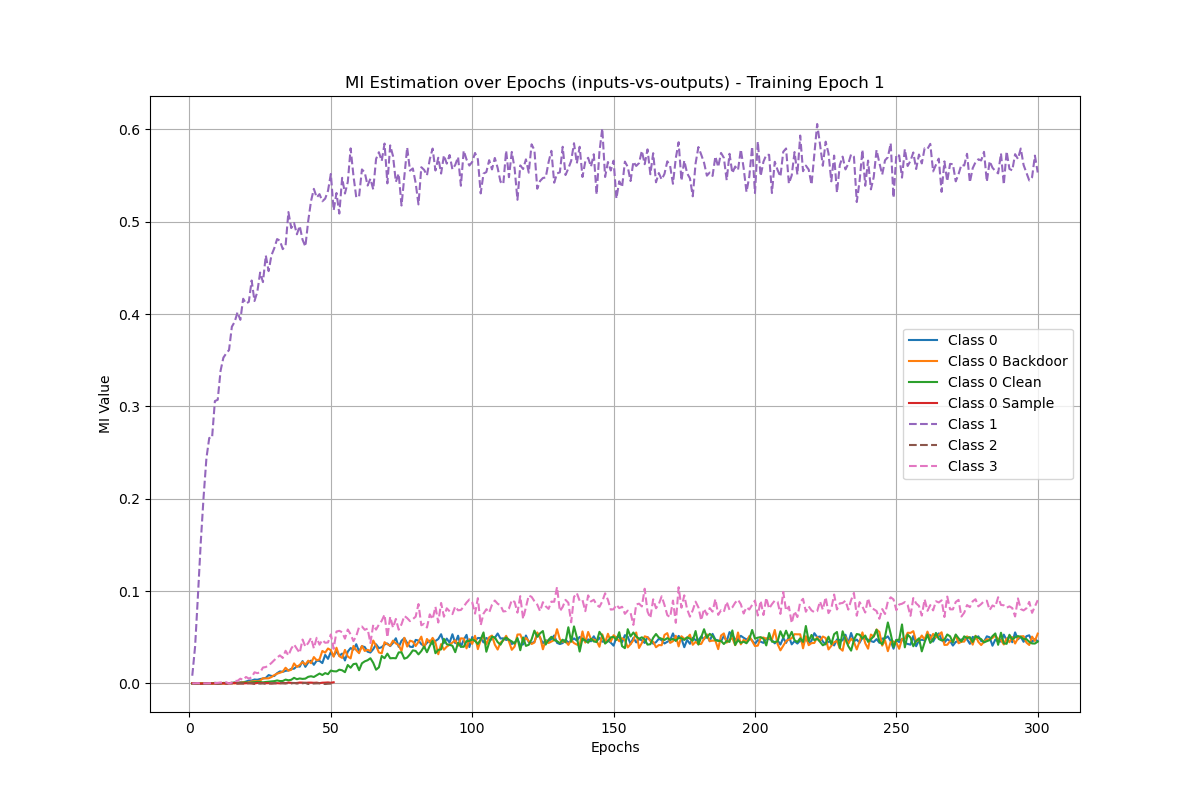 MI Estimation over Epochs (inputs-vs-outputs) - Training Epoch 1
0.6
0.5
0.4
0.3
0.2
0.1
0.0
MI Value
Class 0
Class 0 Backdoor
Class 0 Clean
Class 0 Sample
Class 1
Class 2
Class 3
0 50 100 150 200 250 300
Epochs